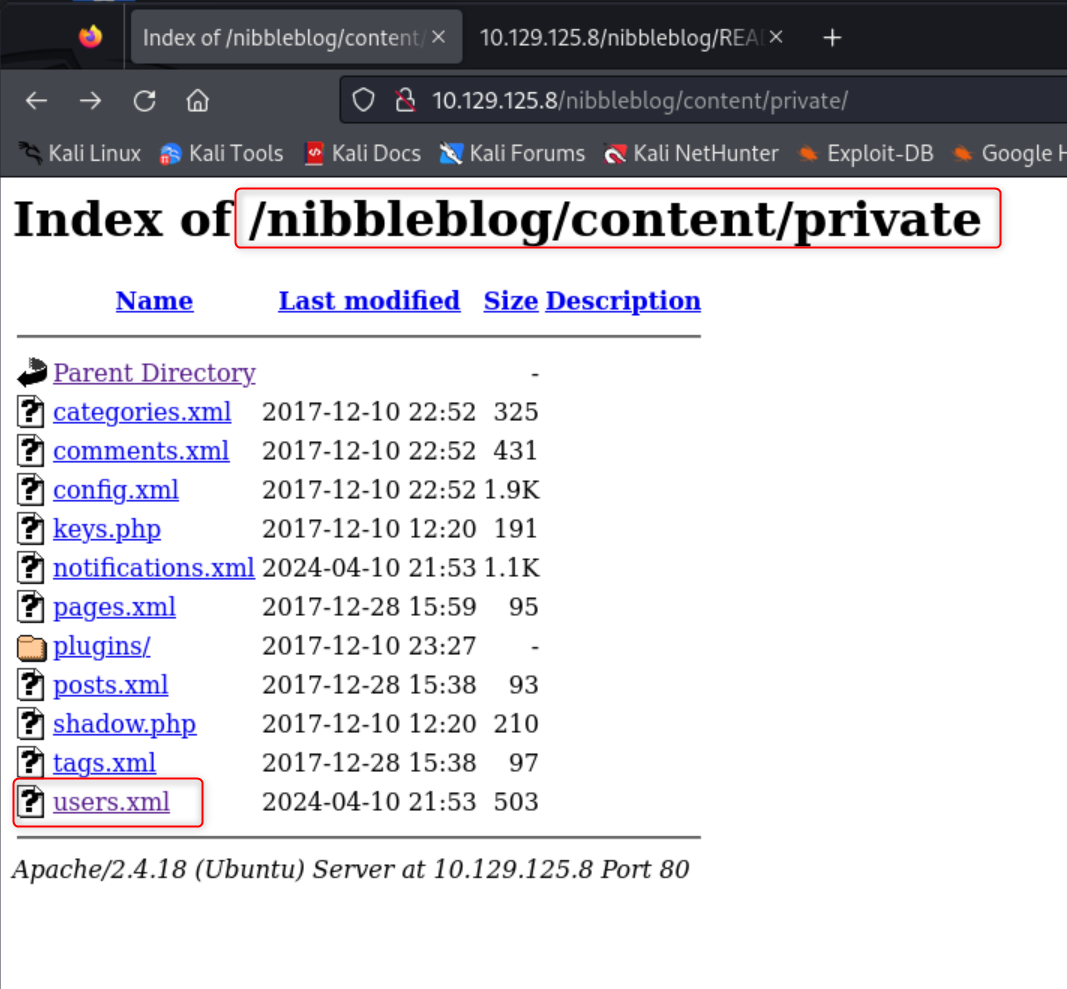 Index of /nibbleblog/content/ × 10.129.125.8/nibbleblog/REA × +
10.129.125.8/nibbleblog/content/private/
Kali Linux Kali Tools Kali Docs Kali Forums Kali NetHunter Exploit-DB Google H
Index of /nibbleblog/content/private
Name Last modified Size Description
Parent Directory -
categories.xml 2017-12-10 22:52 325
comments.xml 2017-12-10 22:52 431
config.xml 2017-12-10 22:52 1.9K
keys.php 2017-12-10 12:20 191
notifications.xml 2024-04-10 21:53 1.1K
pages.xml 2017-12-28 15:59 95
plugins/ 2017-12-10 23:27 -
posts.xml 2017-12-28 15:38 93
shadow.php 2017-12-10 12:20 210
tags.xml 2017-12-28 15:38 97
users.xml 2024-04-10 21:53 503
Apache/2.4.18 (Ubuntu) Server at 10.129.125.8 Port 80